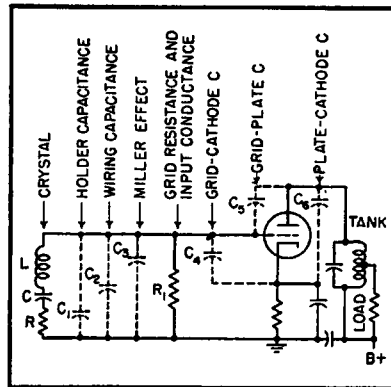 CRYSTAL
HOLDER CAPACITANCE
WIRING CAPACITANCE
MILLER EFFECT
GRID RESISTANCE AND
INPUT CONDUCTANCE
GRID-CATHODE C
GRID-PLATE C
PLATE-CATHODE C
L
C
R
C1
C2
C3
R1
C4
C5
C6
TANK
LOAD
B+